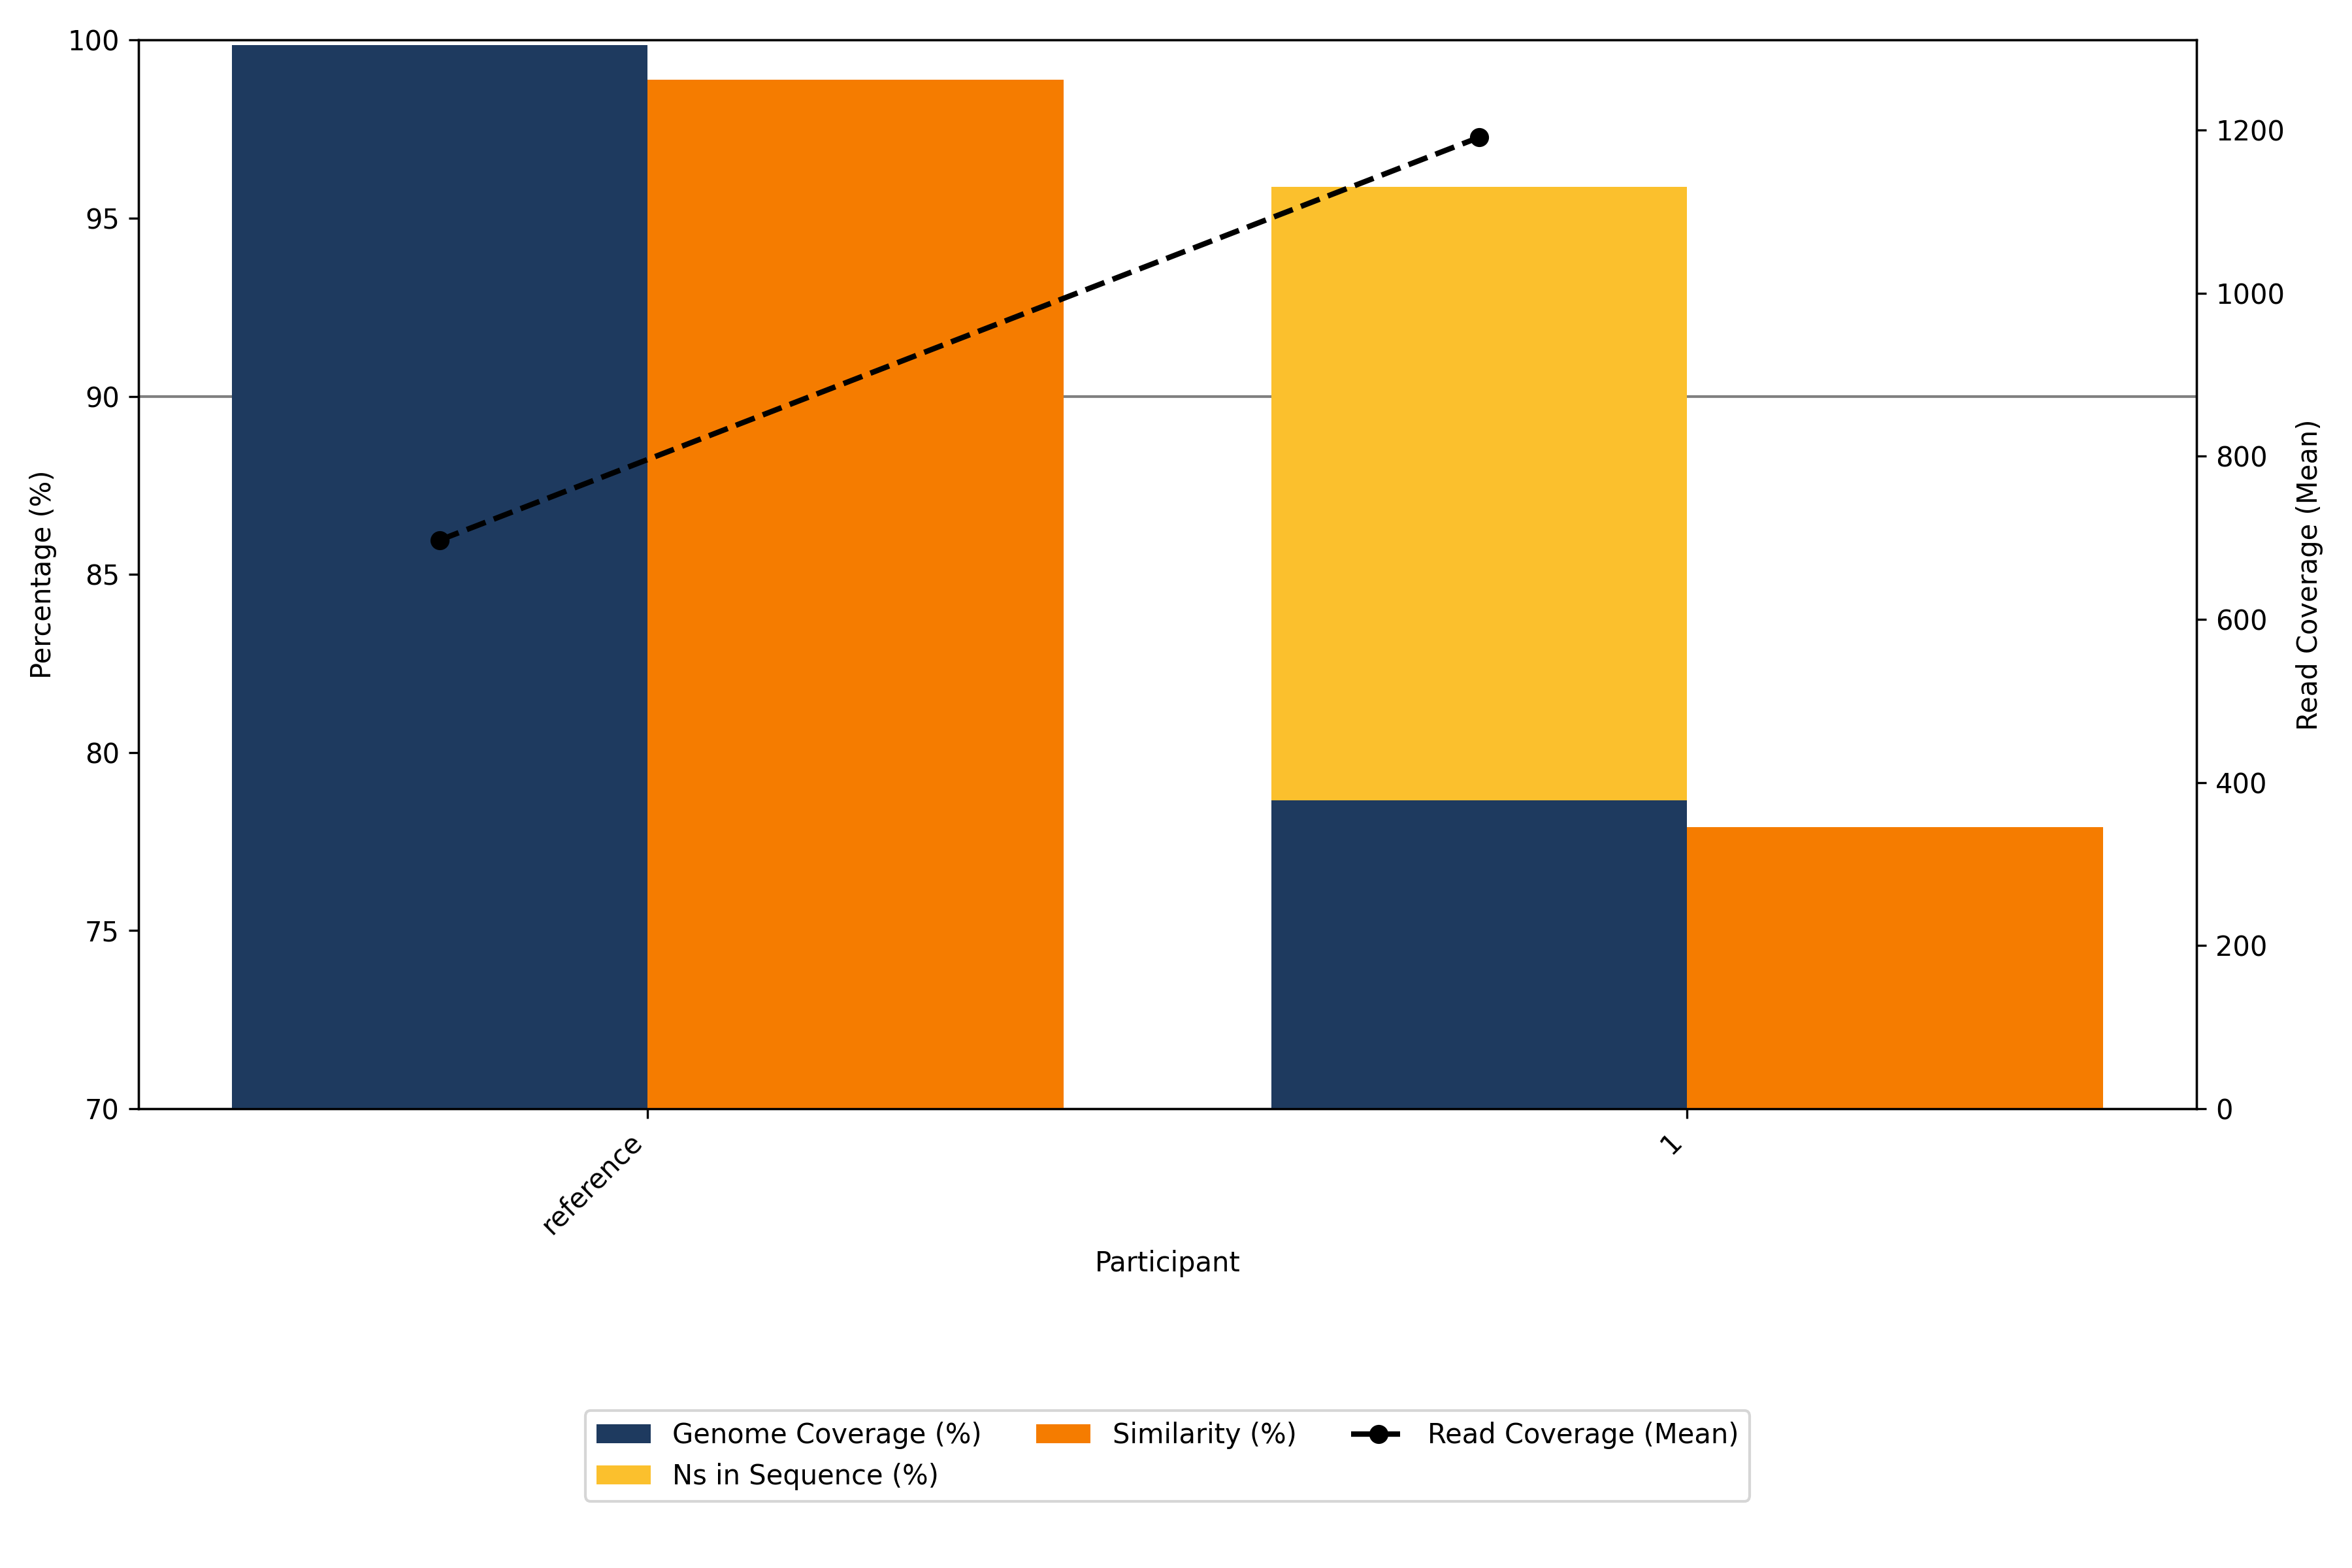 100
95
90
85
80
75
70
Percentage (%)
1200
1000
800
600
400
200
0
Read Coverage (Mean)
reference
1
Participant
Genome Coverage (%)
Ns in Sequence (%)
Similarity (%)
Read Coverage (Mean)